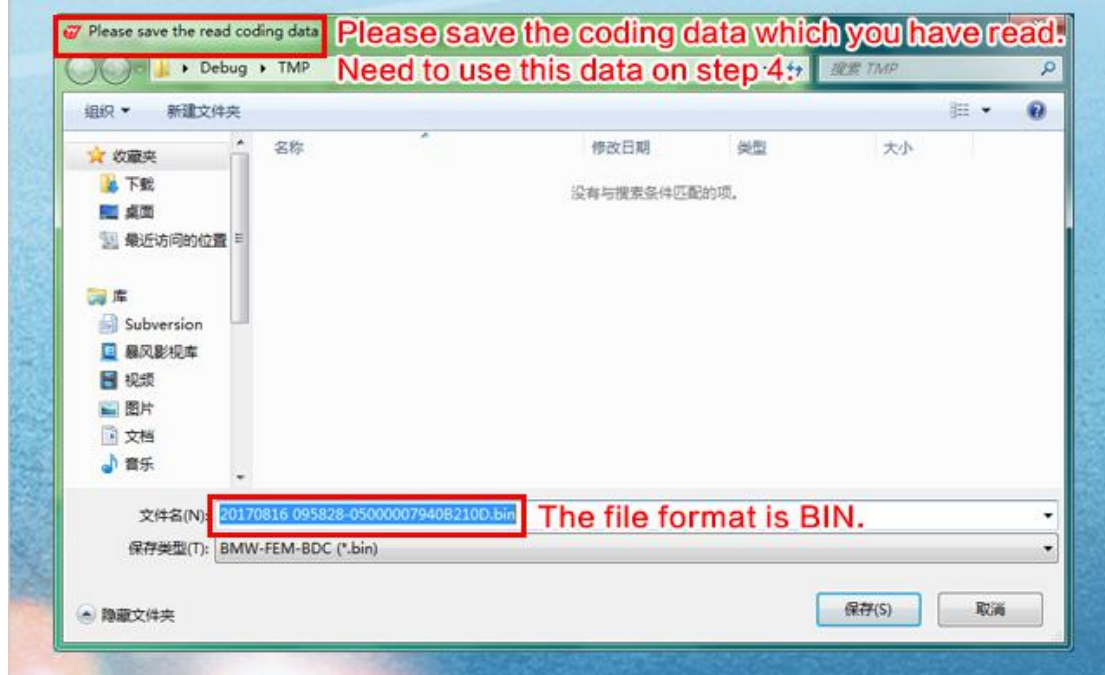 Please save the read coding data
Please save the coding data which you have read.
Debug ▸ TMP
Need to use this data on step 4.
搜索 TMP
组织 新建文件夹
收藏夹
名称 修改日期 类型 大小
下载
没有与搜索条件匹配的项。
桌面
最近访问的位置
库
Subversion
暴风影视库
视频
图片
文档
音乐
文件名(N): 20170816 095828-05000007940B210D.bin
The file format is BIN.
保存类型(T): BMW-FEM-BDC (*.bin)
隐藏文件夹
保存(S) 取消